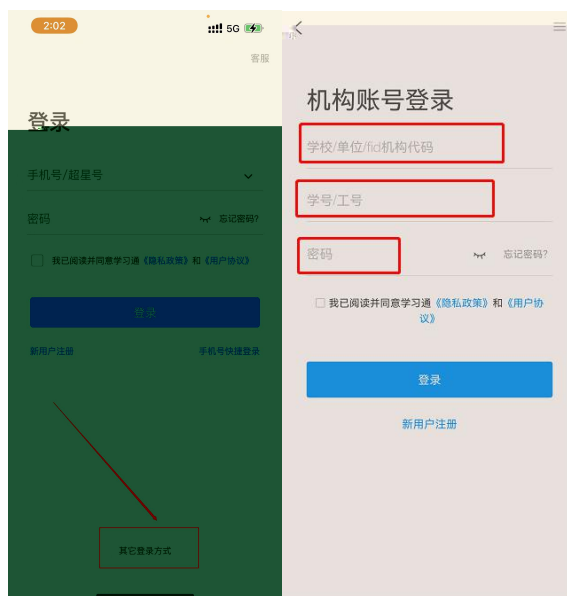 2:02
5G
客服
登录
手机号/超星号
密码
忘记密码?
我已阅读并同意学习通《隐私政策》和《用户协议》
登录
新用户注册
手机号快捷登录
其它登录方式
机构账号登录
学校/单位/fid机构代码
学号/工号
密码
忘记密码?
我已阅读并同意学习通《隐私政策》和《用户协
议》
登录
新用户注册